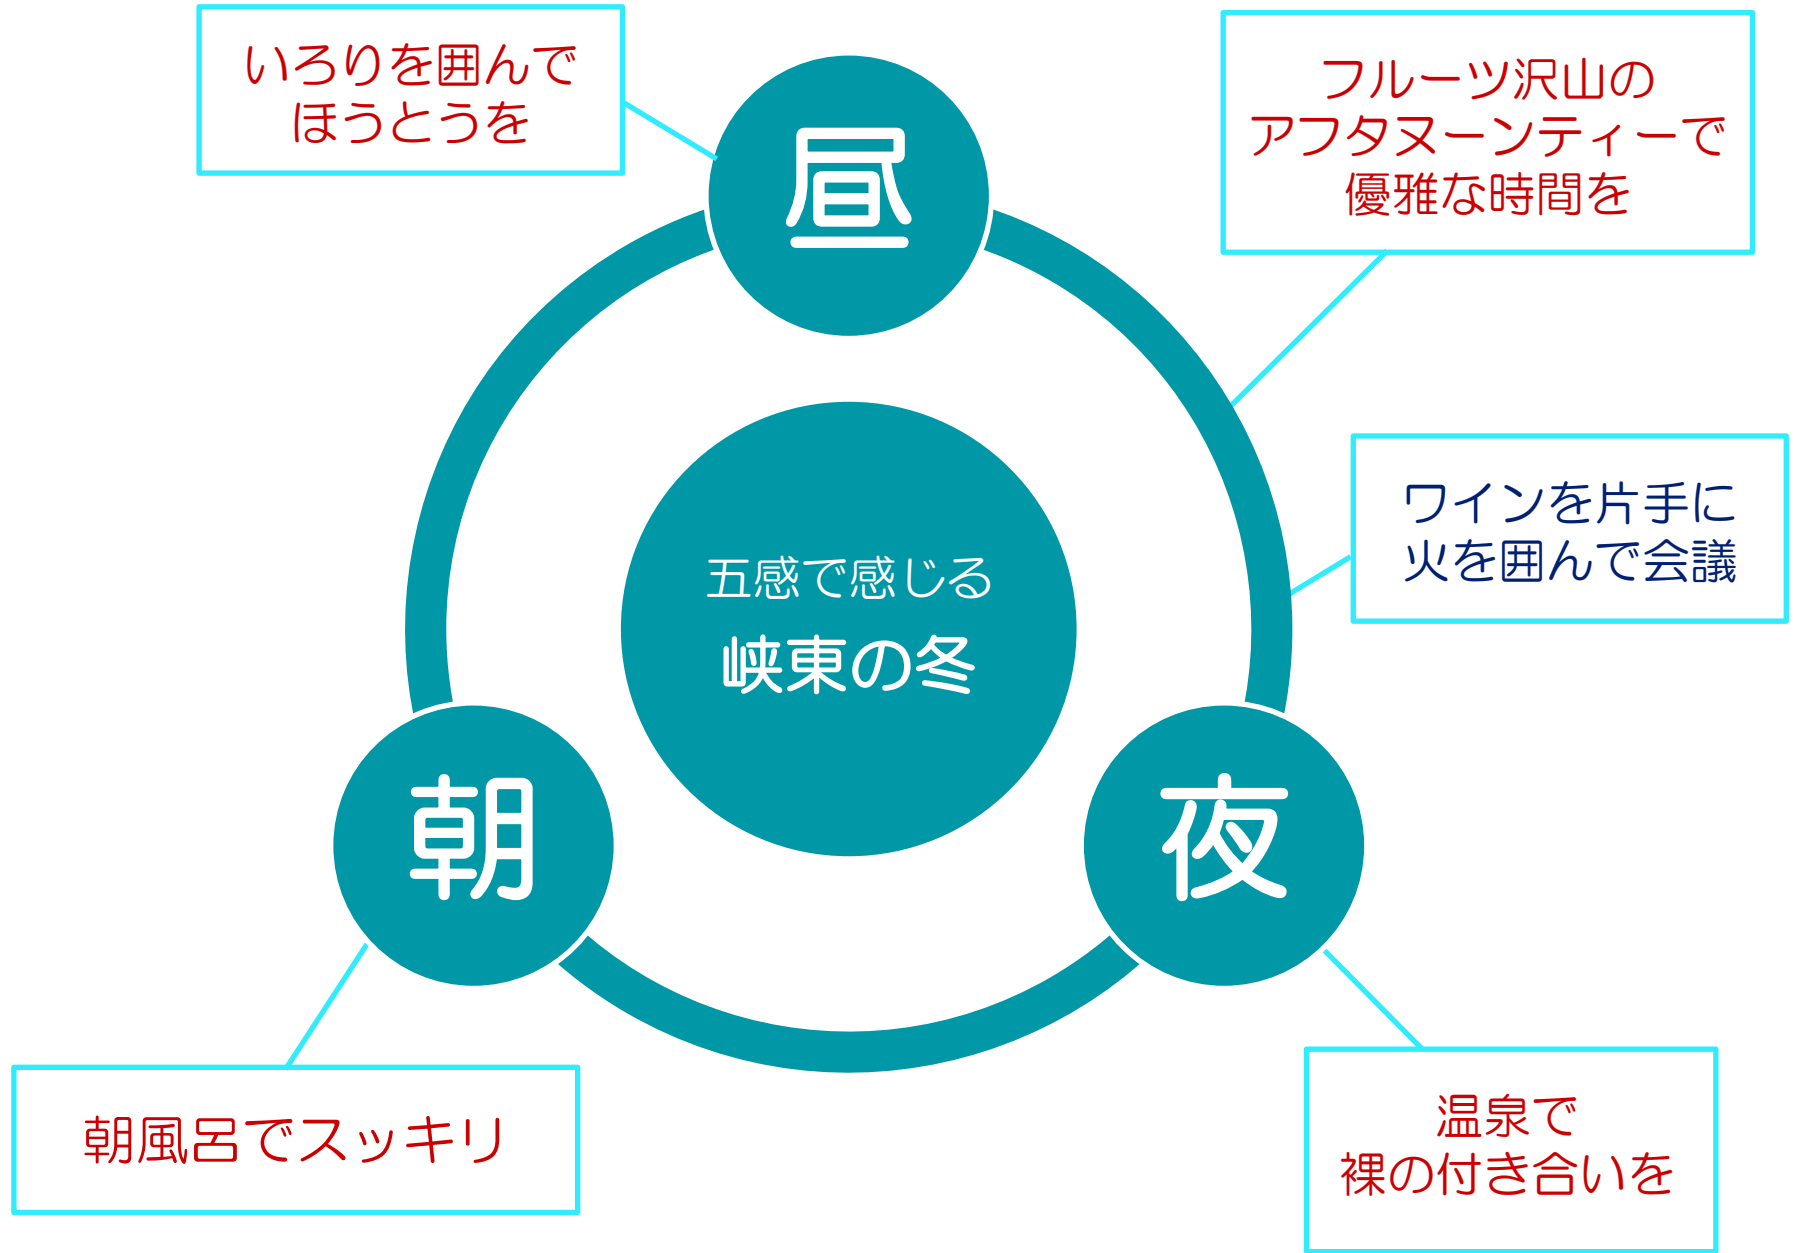 いろりを囲んで
ほうとうを
昼
フルーツ沢山の
アフタヌーンティーで
優雅な時間を
ワインを片手に
火を囲んで会議
五感で感じる
峡東の冬
朝
夜
朝風呂でスッキリ
温泉で
裸の付き合いを